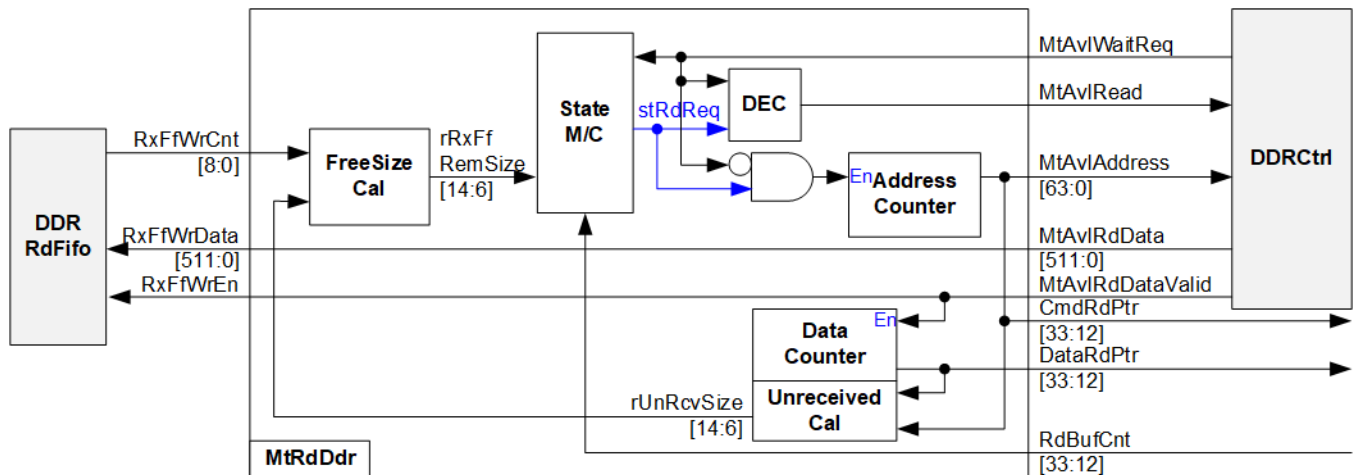 MtAvlWaitReq
State
M/C
stRdReq
DEC
MtAvlRead
RxFfWrCnt
[8:0]
FreeSize
Cal
rRxFf
RemSize
[14:6]
En
Address
Counter
MtAvlAddress
[63:0]
DDRCtrl
DDR
RdFifo
RxFfWrData
[511:0]
MtAvlRdData
[511:0]
RxFfWrEn
MtAvlRdDataValid
En
Data
Counter
CmdRdPtr
[33:12]
DataRdPtr
[33:12]
rUnRcvSize
[14:6]
Unreceived
Cal
RdBufCnt
[33:12]
MtRdDdr